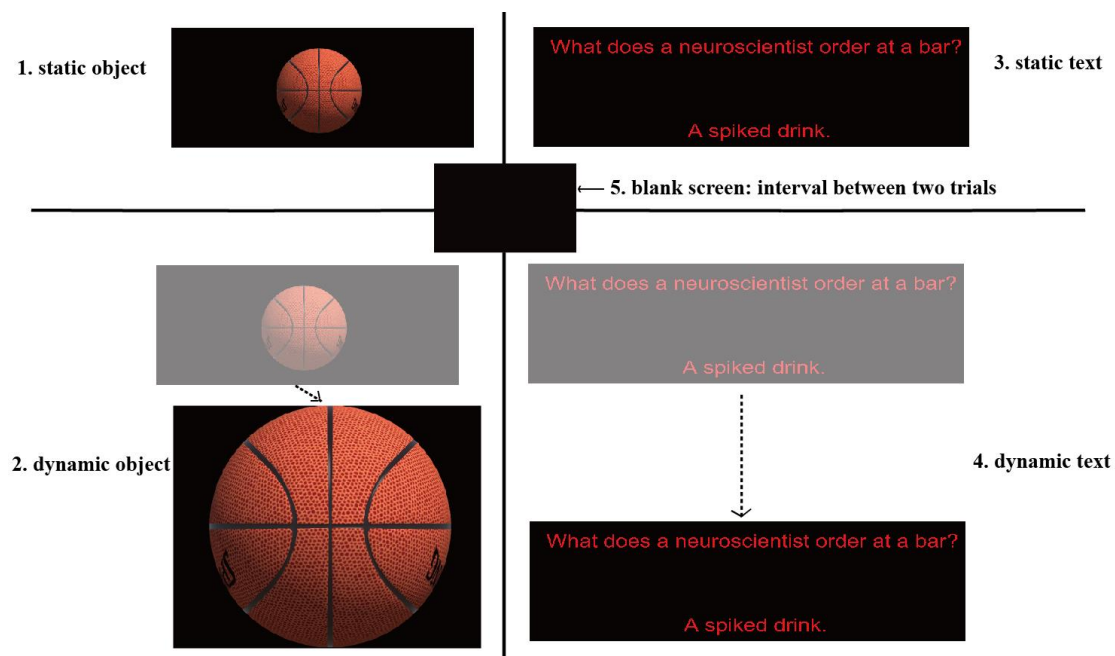 1. static object
What does a neuroscientist order at a bar?
A spiked drink.
3. static text
← 5. blank screen: interval between two trials
What does a neuroscientist order at a bar?
A spiked drink.
2. dynamic object
4. dynamic text
What does a neuroscientist order at a bar?
A spiked drink.